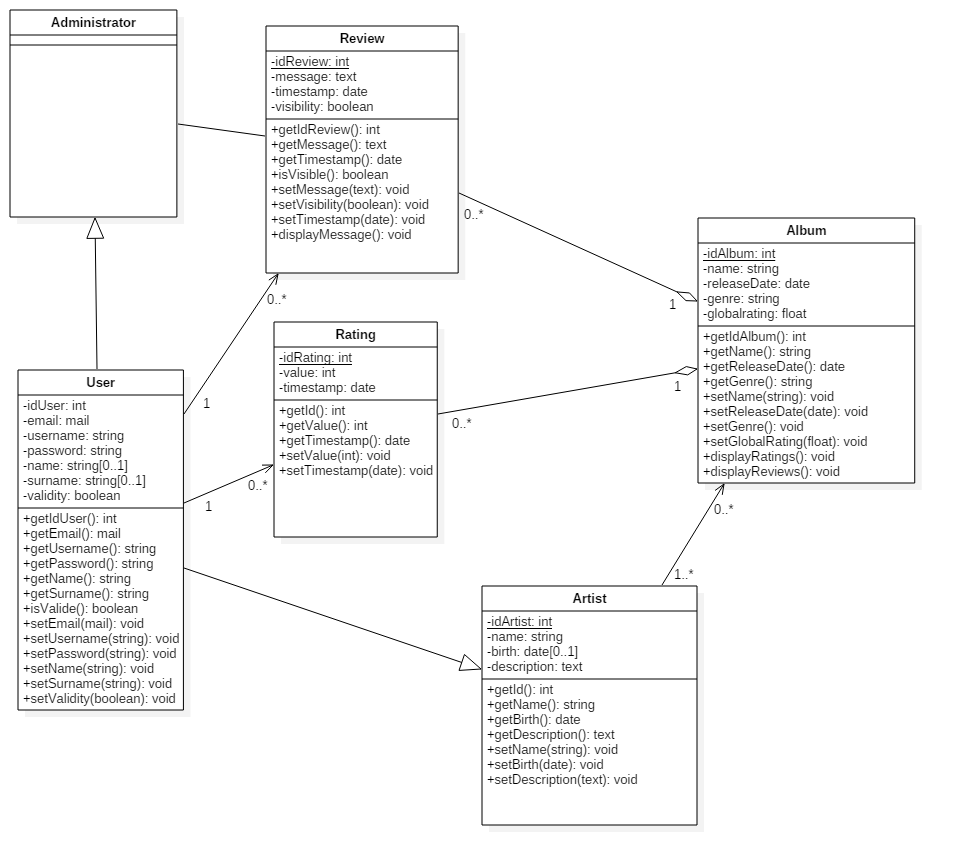 Administrator
Review
-idReview: int
-message: text
-timestamp: date
-visibility: boolean
+getIdReview(): int
+getMessage(): text
+getTimestamp(): date
+isVisible(): boolean
+setMessage(text): void
+setVisibility(boolean): void
+setTimestamp(date): void
+displayMessage(): void
0..*
1
0..*
1
Album
-idAlbum: int
-name: string
-releaseDate: date
-genre: string
-globalrating: float
+getIdAlbum(): int
+getName(): string
+getReleaseDate(): date
+getGenre(): string
+setName(string): void
+setReleaseDate(date): void
+setGenre(): void
+setGlobalRating(float): void
+displayRatings(): void
+displayReviews(): void
Rating
-idRating: int
-value: int
-timestamp: date
+getId(): int
+getValue(): int
+getTimestamp(): date
+setValue(int): void
+setTimestamp(date): void
1
0..*
0..*
1
User
-idUser: int
-email: mail
-username: string
-password: string
-name: string[0..1]
-surname: string[0..1]
-validity: boolean
+getIdUser(): int
+getEmail(): mail
+getUsername(): string
+getPassword(): string
+getName(): string
+getSurname(): string
+isValide(): boolean
+setEmail(mail): void
+setUsername(string): void
+setPassword(string): void
+setName(string): void
+setSurname(string): void
+setValidity(boolean): void
0..*
1..*
Artist
-idArtist: int
-name: string
-birth: date[0..1]
-description: text
+getId(): int
+getName(): string
+getBirth(): date
+getDescription(): text
+setName(string): void
+setBirth(date): void
+setDescription(text): void